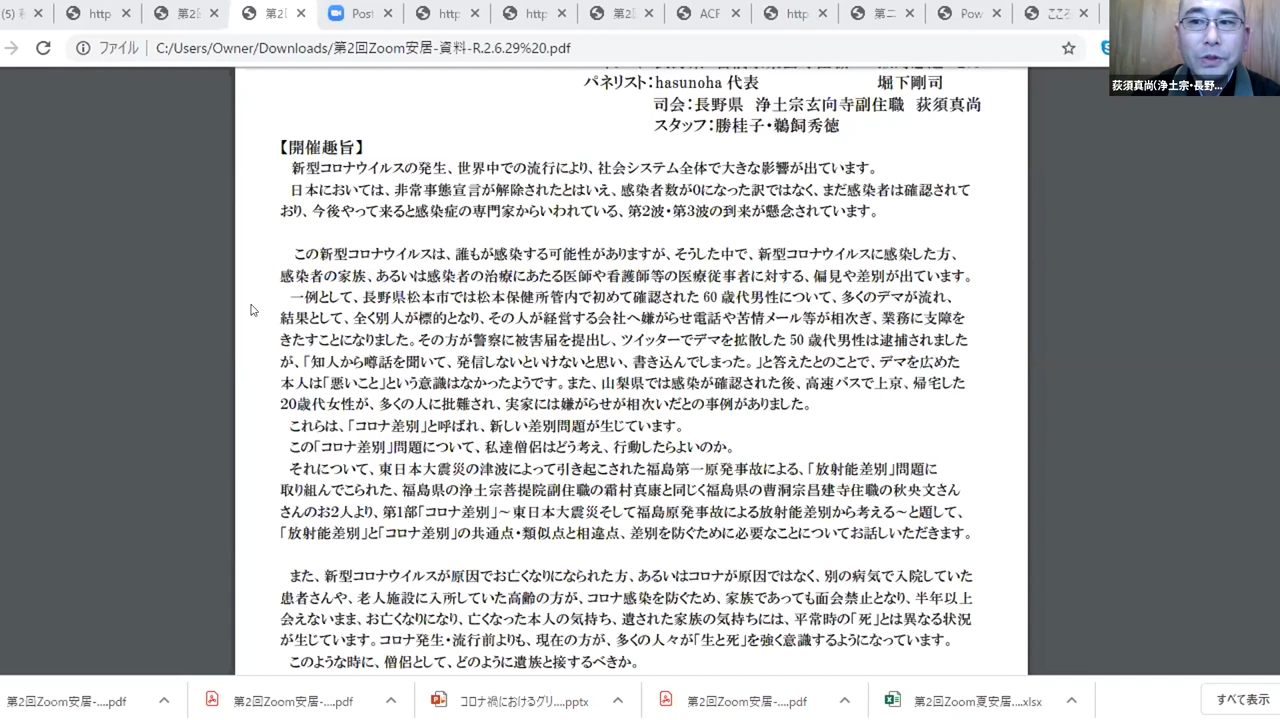 (5)
http
第2
第2
Post
http
http
第2
ACF
http
第二
Pow
こころ
ファイル
C:/Users/Owner/Downloads/第2回Zoom安居-資料-R.2.6.29%20.pdf
荻須真尚(浄土宗・長野...
パネリスト:hasunoha 代表 堀下剛司
司会:長野県 浄土宗玄向寺副住職 荻須真尚
スタッフ:勝桂子・鵜飼秀徳
【開催趣旨】
新型コロナウイルスの発生、世界中での流行により、社会システム全体で大きな影響が出ています。
日本においては、非常事態宣言が解除されたとはいえ、感染者数が0になった訳ではなく、まだ感染者は確認されて
おり、今後やって来ると感染症の専門家からいわれている、第2波・第3波の到来が懸念されています。
この新型コロナウイルスは、誰もが感染する可能性がありますが、そうした中で、新型コロナウイルスに感染した方、
感染者の家族、あるいは感染者の治療にあたる医師や看護師等の医療従事者に対する、偏見や差別が出ています。
一例として、長野県松本市では松本保健所管内で初めて確認された 60 歳代男性について、多くのデマが流れ、
結果として、全く別人が標的となり、その人が経営する会社へ嫌がらせ電話や苦情メール等が相次ぎ、業務に支障を
きたすことになりました。その方が警察に被害届を提出し、ツイッターでデマを拡散した 50 歳代男性は逮捕されました
が、「知人から噂話を聞いて、発信しないといけないと思い、書き込んでしまった。」と答えたとのことで、デマを広めた
本人は「悪いこと」という意識はなかったようです。また、山梨県では感染が確認された後、高速バスで上京、帰宅した
20歳代女性が、多くの人に批難され、実家には嫌がらせが相次いだとの事例がありました。
これらは、「コロナ差別」と呼ばれ、新しい差別問題が生じています。
この「コロナ差別」問題について、私達僧侶はどう考え、行動したらよいのか。
それについて、東日本大震災の津波によって引き起こされた福島第一原発事故による、「放射能差別」問題に
取り組んでこられた、福島県の浄土宗菩提院副住職の霜村真康と同じく福島県の曹洞宗昌建寺住職の秋央文さん
さんのお2人より、第1部「コロナ差別」～東日本大震災そして福島原発事故による放射能差別から考える～と題して、
「放射能差別」と「コロナ差別」の共通点・類似点と相違点、差別を防ぐために必要なことについてお話しいただきます。
また、新型コロナウイルスが原因でお亡くなりになられた方、あるいはコロナが原因ではなく、別の病気で入院していた
患者さんや、老人施設に入所していた高齢の方が、コロナ感染を防ぐため、家族であっても面会禁止となり、半年以上
会えないまま、お亡くなりになり、亡くなった本人の気持ち、遺された家族の気持ちには、平常時の「死」とは異なる状況
が生じています。コロナ発生・流行前よりも、現在の方が、多くの人々が「生と死」を強く意識するようになっています。
このような時に、僧侶として、どのように遺族と接するべきか。
第2回Zoom安居-....pdf
第2回Zoom安居-....pdf
コロナ禍におけるグリ....pptx
第2回Zoom安居-....pdf
第2回Zoom夏安居....xlsx
すべて表示